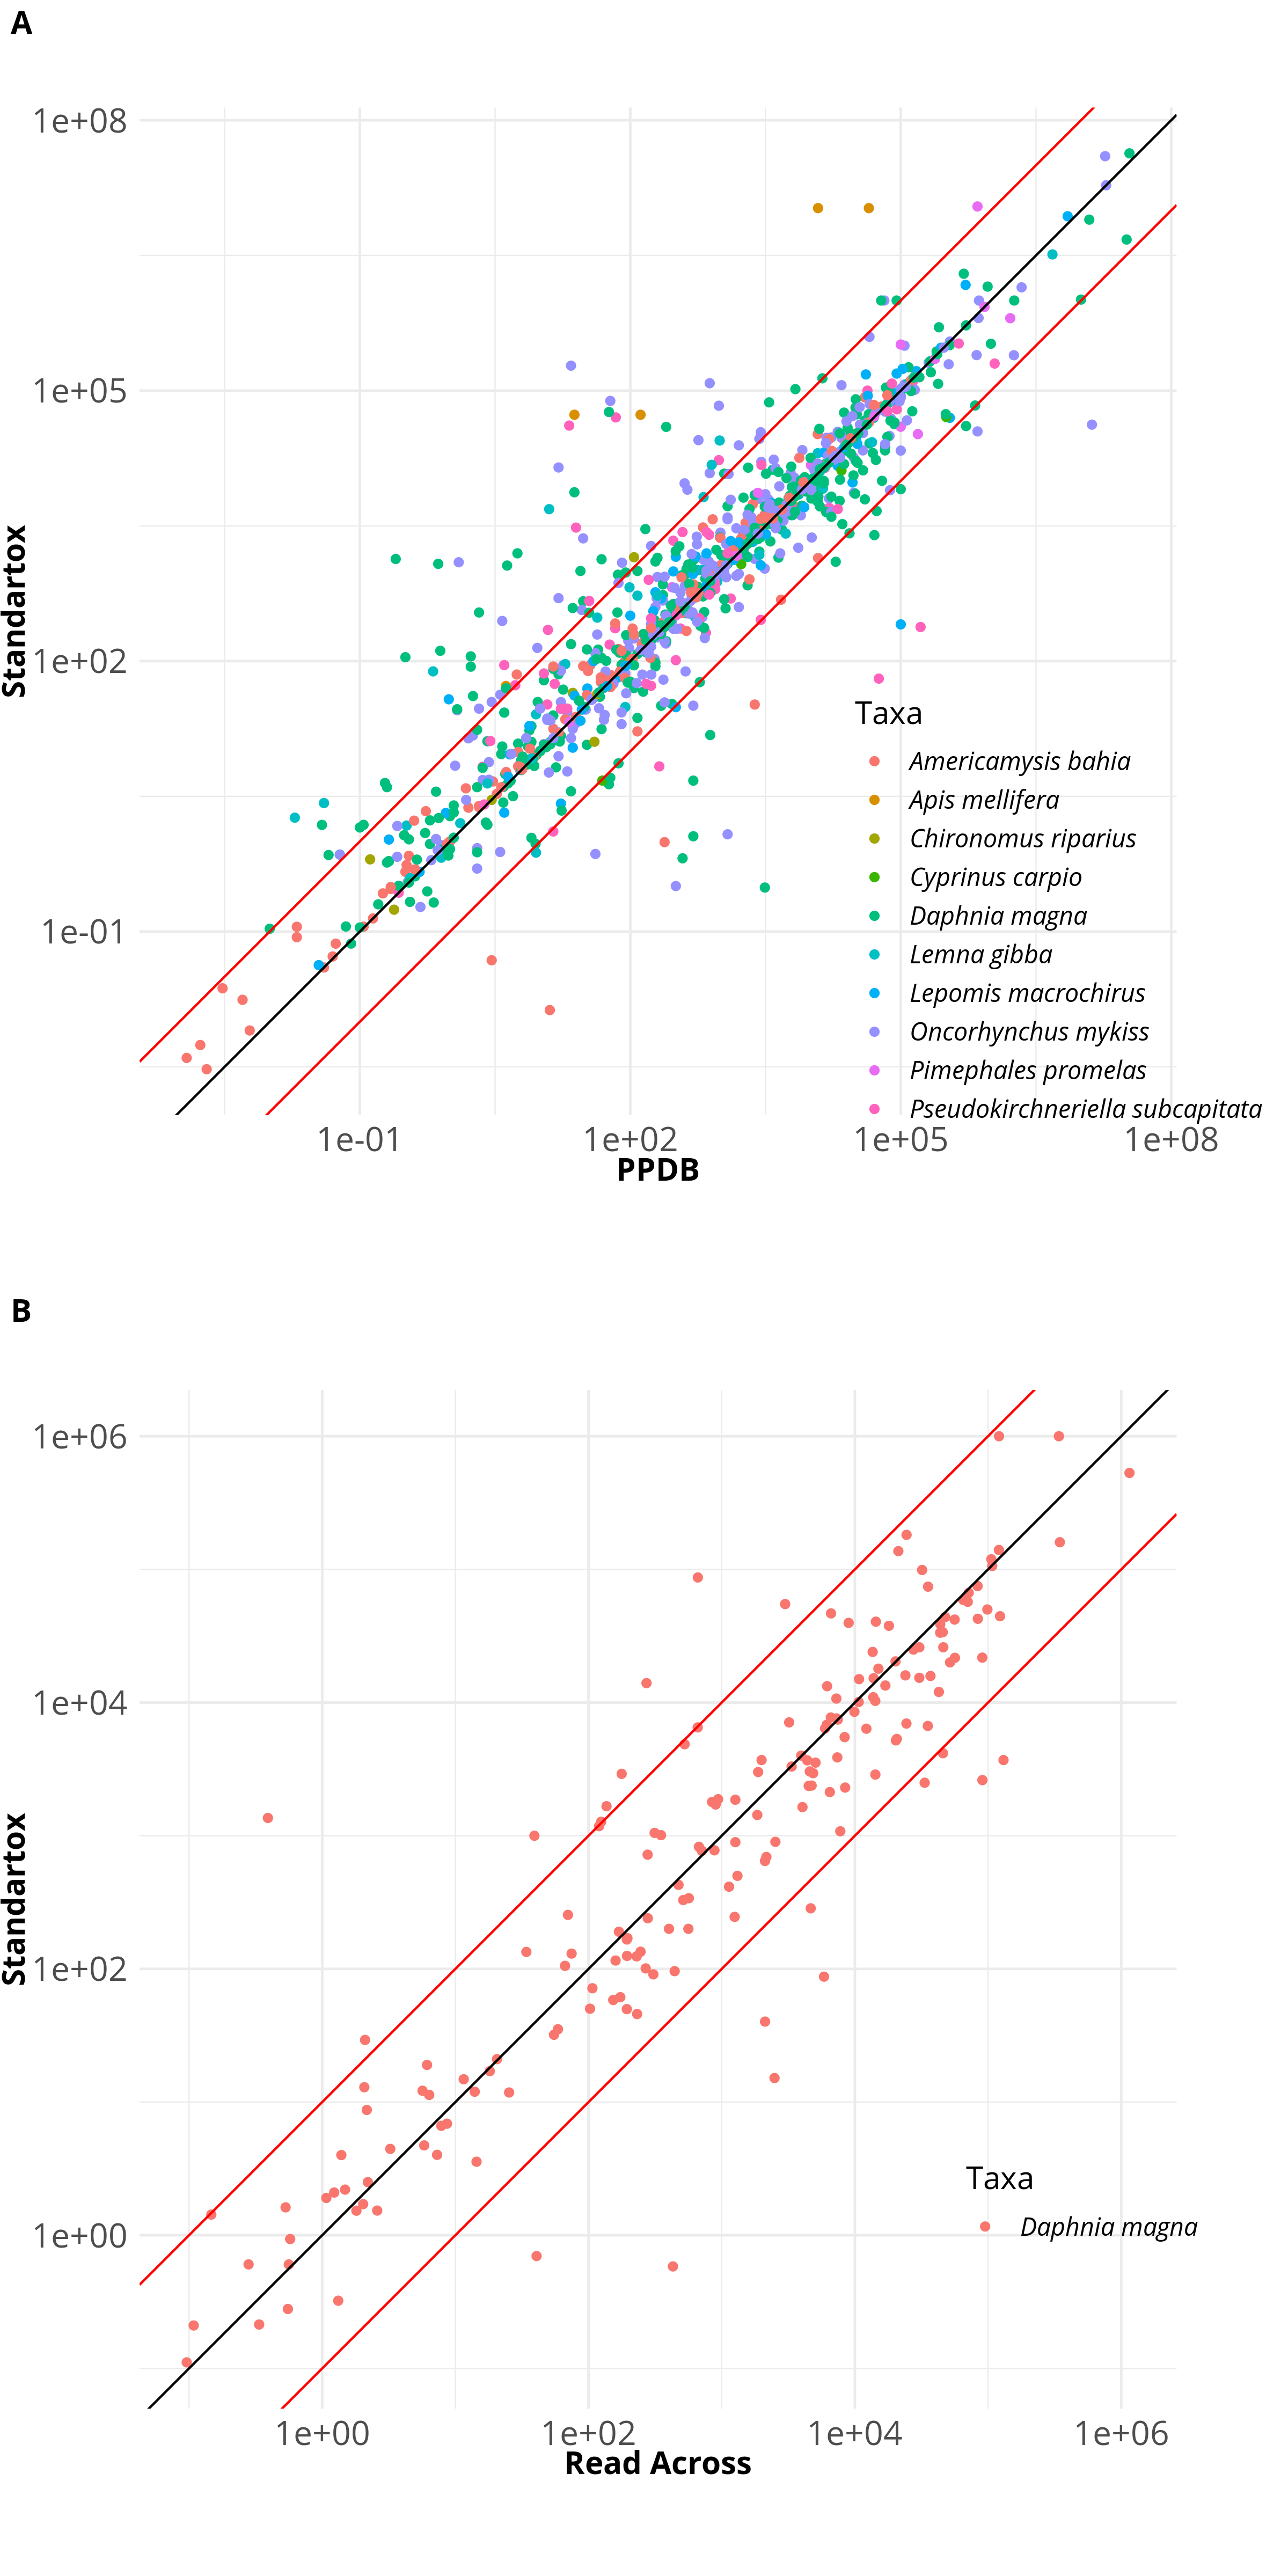 A
1e+08
1e+05
1e+02
1e-01
Standartox
Taxa
Americamysis bahia
Apis mellifera
Chironomus riparius
Cyprinus carpio
Daphnia magna
Lemna gibba
Lepomis macrochirus
Oncorhynchus mykiss
Pimephales promelas
Pseudokirchneriella subcapitata
1e-01 1e+02 1e+05 1e+08
PPDB
B
1e+06
1e+04
1e+02
1e+00
Standartox
Taxa
Daphnia magna
1e+00 1e+02 1e+04 1e+06
Read Across